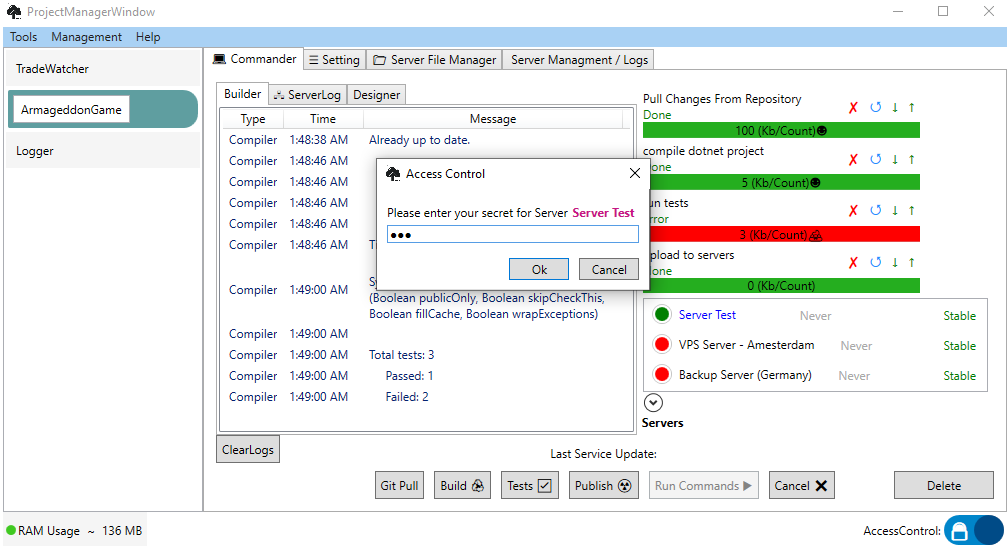 ProjectManagerWindow
Tools Management Help
TradeWatcher
ArmageddonGame
Logger
Commander Setting Server File Manager Server Managment / Logs
Builder ServerLog Designer
Type Time Message
Compiler 1:48:38 AM Already up to date.
Compiler 1:48:46 AM
Compiler 1:48:46 AM
Compiler 1:48:46 AM
Compiler 1:48:46 AM
Compiler 1:48:46 AM
Compiler 1:49:00 AM
(Boolean publicOnly, Boolean skipCheckThis,
Boolean fillCache, Boolean wrapExceptions)
Compiler 1:49:00 AM
Compiler 1:49:00 AM Total tests: 3
Compiler 1:49:00 AM Passed: 1
Compiler 1:49:00 AM Failed: 2
ClearLogs
Access Control
Please enter your secret for Server Server Test
Ok Cancel
Pull Changes From Repository
Done
100 (Kb/Count)
compile dotnet project
5 (Kb/Count)
tests
3 (Kb/Count)
to servers
0 (Kb/Count)
Server Test Never Stable
VPS Server - Amesterdam Never Stable
Backup Server (Germany) Never Stable
Servers
Last Service Update:
Git Pull Build Tests Publish Run Commands Cancel Delete
RAM Usage ~ 136 MB
AccessControl: